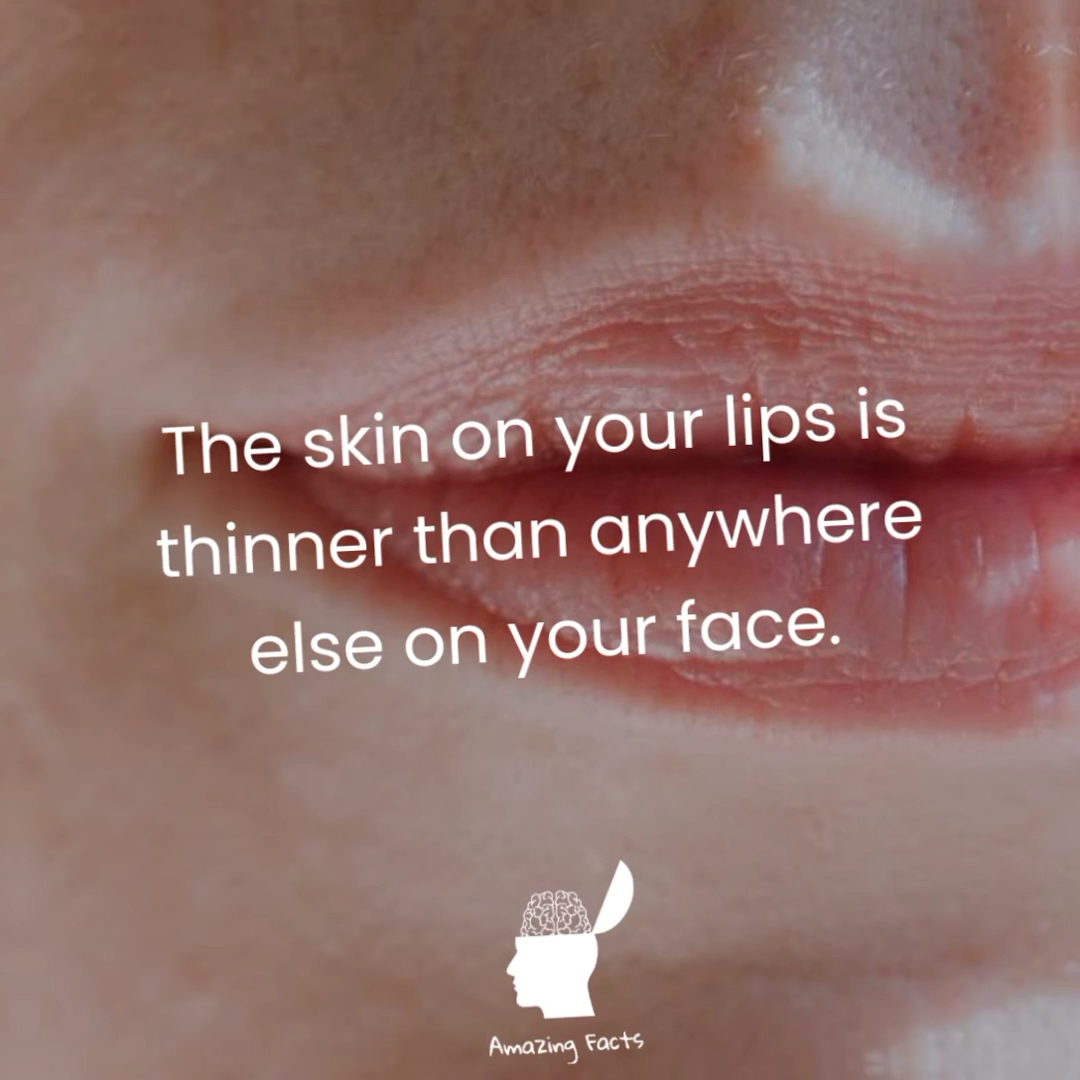 The skin on your lips is
thinner than anywhere
else on your face.
Amazing Facts